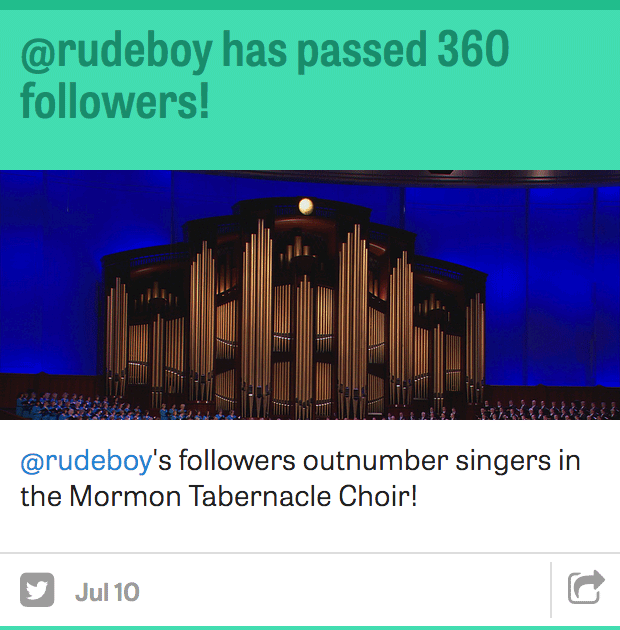 @rudeboy has passed 360
followers!
@rudeboy's followers outnumber singers in
the Mormon Tabernacle Choir!
Jul 10